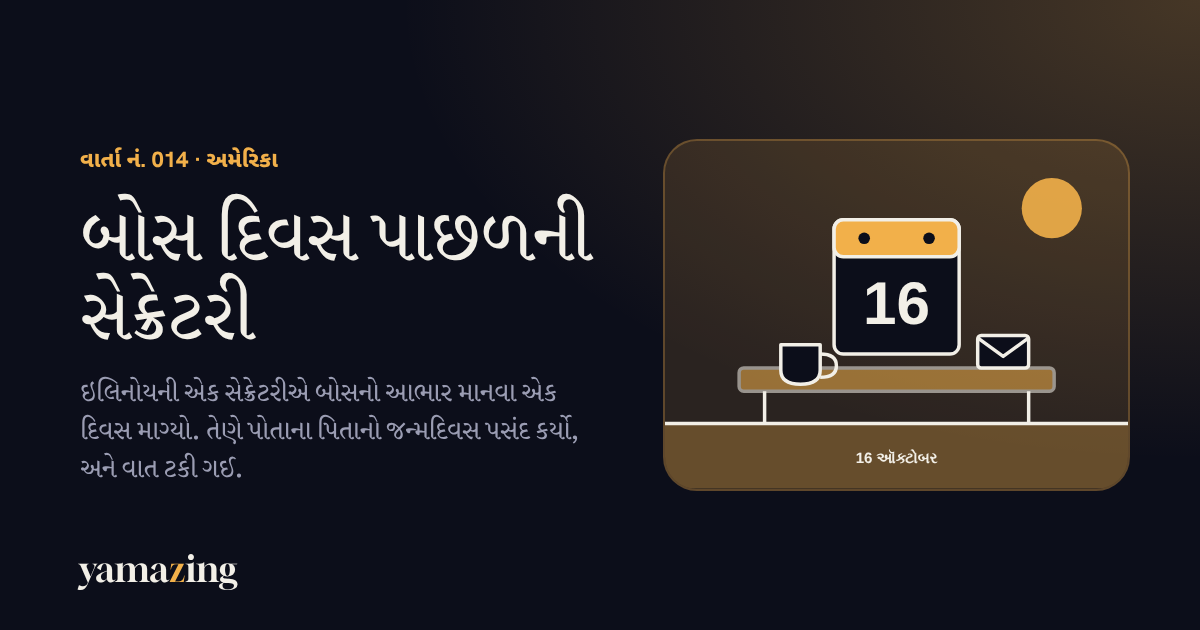 વાર્તા નં. 014 · અમેરિકા
બોસ દિવસ પાછળની
સેક્રેટરી
ઇલિનોયની એક સેક્રેટરીએ બોસનો આભાર માનવા એક
દિવસ માગ્યો. તેણે પોતાના પિતાનો જન્મદિવસ પસંદ કર્યો,
અને વાત ટકી ગઈ.
16
16 ઑક્ટોબર
yamazing